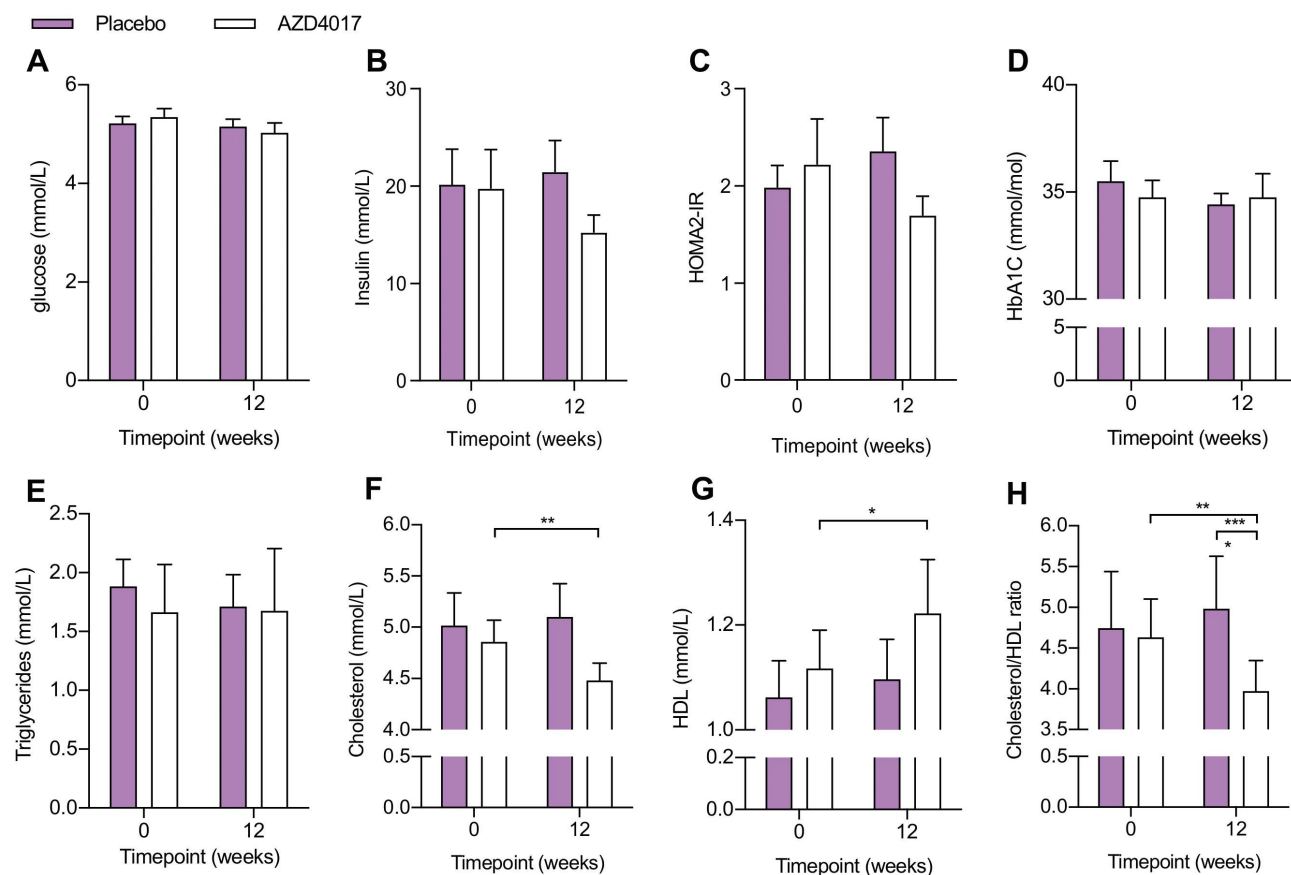 Placebo AZD4017
A B C D
glucose (mmol/L)
6
4
2
0
0 12
Timepoint (weeks)
Insulin (mmol/L)
30
20
10
0
0 12
Timepoint (weeks)
HOMA2-IR
3
2
1
0
0 12
Timepoint (weeks)
HbA1C (mmol/mol)
40
35
30
5
0
0 12
Timepoint (weeks)
E F G H
Triglycerides (mmol/L)
2.5
2.0
1.5
1.0
0.5
0.0
0 12
Timepoint (weeks)
Cholesterol (mmol/L)
**
6.0
5.5
5.0
4.5
4.0
0.5
0.0
0 12
Timepoint (weeks)
HDL (mmol/L)
*
1.4
1.2
1.0
0.2
0.0
0 12
Timepoint (weeks)
Cholesterol/HDL ratio
**
***
*
6.0
5.5
5.0
4.5
4.0
3.5
0.5
0.0
0 12
Timepoint (weeks)